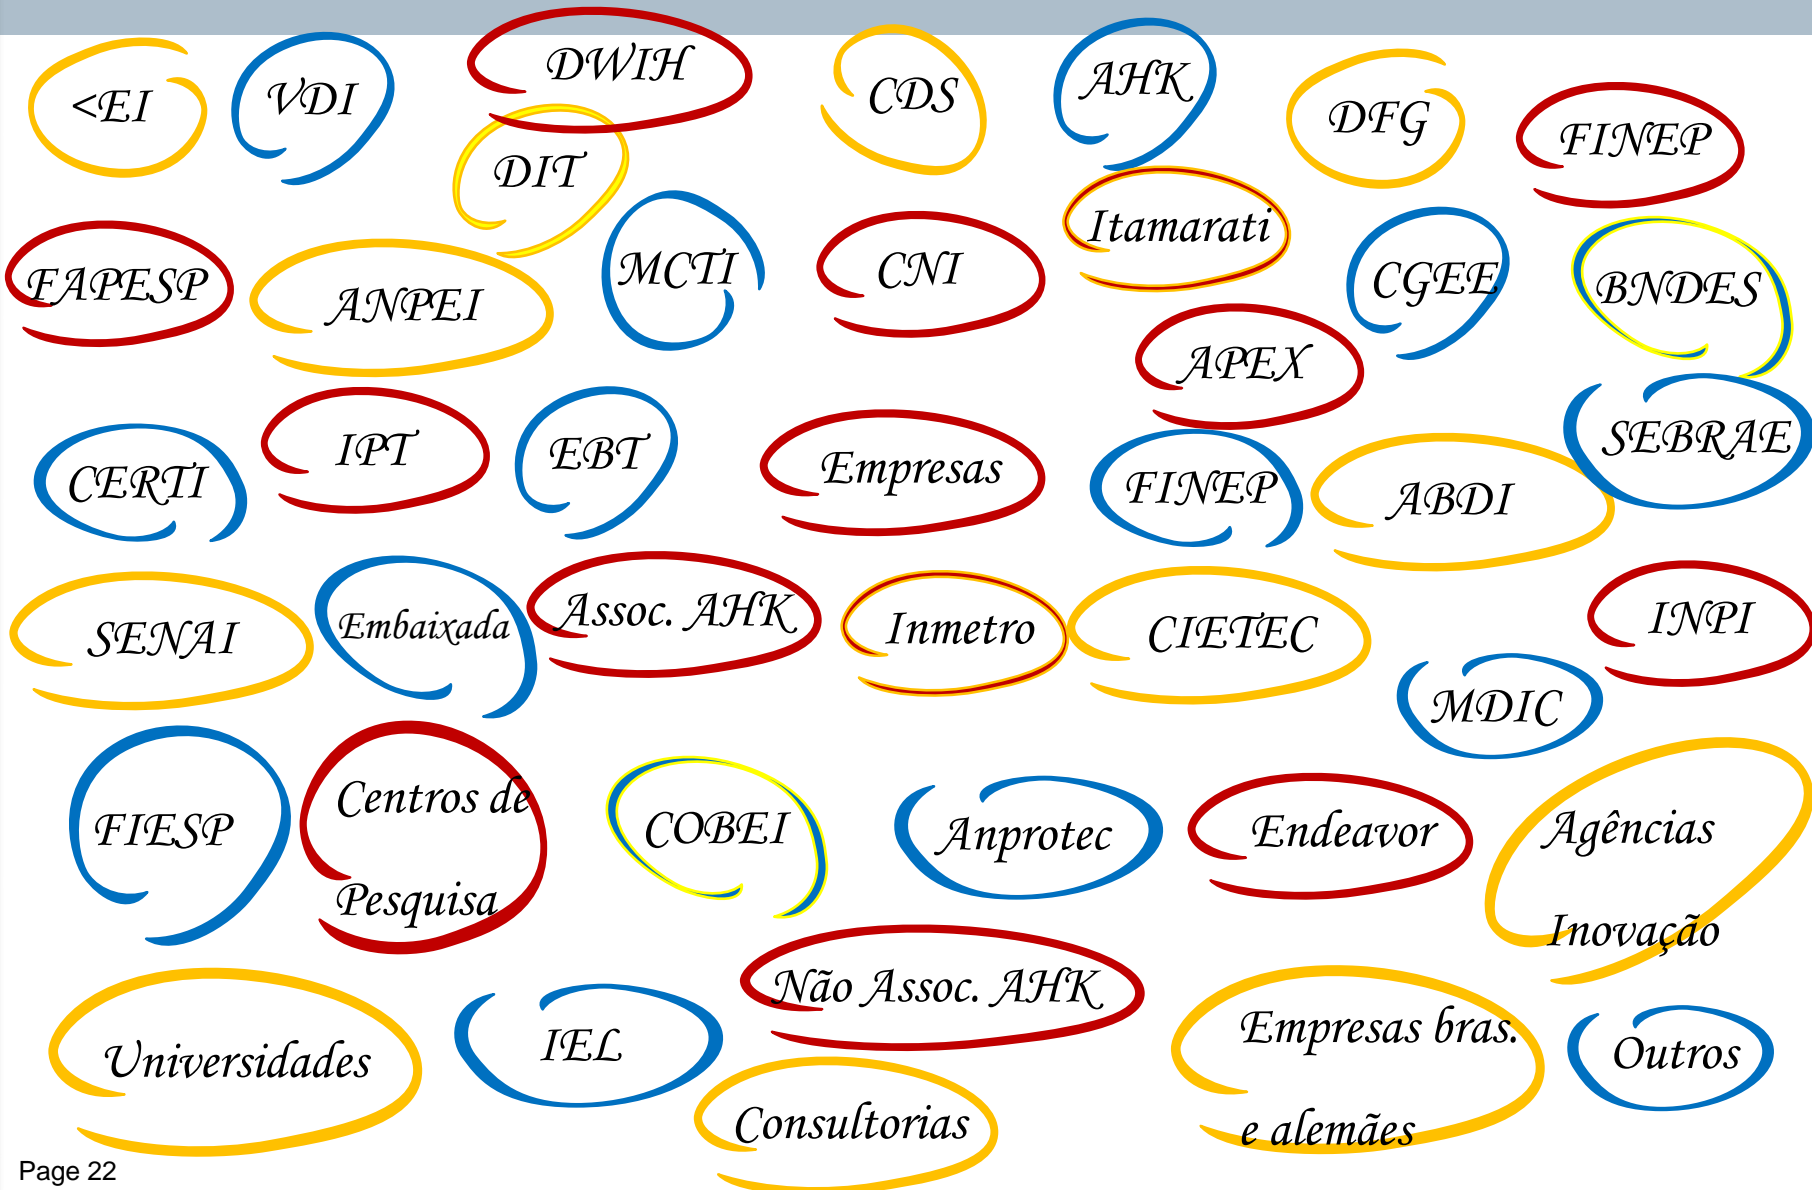 <EI
VDI
DWIH
CDS
AHK
DFG
FINEP
DIT
Itamarati
FAPESP
ANPEI
MCTI
CNI
CGEE
BNDES
APEX
CERTI
IPT
EBT
Empresas
FINEP
ABDI
SEBRAE
SENAI
Embaixada
Assoc. AHK
Inmetro
CIETEC
INPI
MDIC
FIESP
Centros de
Pesquisa
COBEI
Anprotec
Endeavor
Agências
Inovação
Universidades
IEL
Não Assoc. AHK
Consultorias
Empresas bras.
e alemães
Outros
Page 22